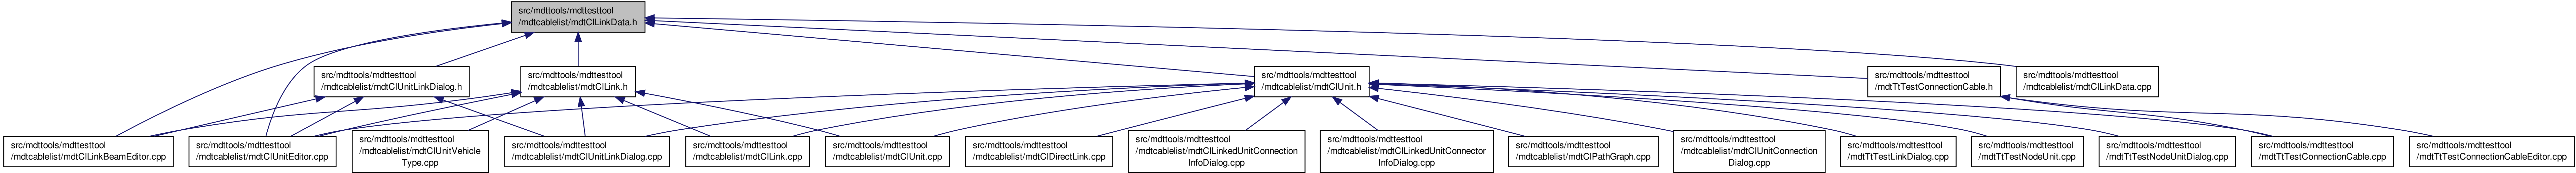 src/mdttools/mdttesttool
/mdtcablelist/mdtClLinkData.h
src/mdttools/mdttesttool
/mdtcablelist/mdtClUnitLinkDialog.h
src/mdttools/mdttesttool
/mdtcablelist/mdtClLink.h
src/mdttools/mdttesttool
/mdtcablelist/mdtClUnit.h
src/mdttools/mdttesttool
/mdtTtTestConnectionCable.h
src/mdttools/mdttesttool
/mdtcablelist/mdtClLinkData.cpp
src/mdttools/mdttesttool
/mdtcablelist/mdtClLinkBeamEditor.cpp
src/mdttools/mdttesttool
/mdtcablelist/mdtClUnitEditor.cpp
src/mdttools/mdttesttool
/mdtcablelist/mdtClUnitVehicle
Type.cpp
src/mdttools/mdttesttool
/mdtcablelist/mdtClUnitLinkDialog.cpp
src/mdttools/mdttesttool
/mdtcablelist/mdtClLink.cpp
src/mdttools/mdttesttool
/mdtcablelist/mdtClUnit.cpp
src/mdttools/mdttesttool
/mdtcablelist/mdtClDirectLink.cpp
src/mdttools/mdttesttool
/mdtcablelist/mdtClLinkedUnitConnection
InfoDialog.cpp
src/mdttools/mdttesttool
/mdtcablelist/mdtClLinkedUnitConnector
InfoDialog.cpp
src/mdttools/mdttesttool
/mdtcablelist/mdtClPathGraph.cpp
src/mdttools/mdttesttool
/mdtcablelist/mdtClUnitConnection
Dialog.cpp
src/mdttools/mdttesttool
/mdtTtTestLinkDialog.cpp
src/mdttools/mdttesttool
/mdtTtTestNodeUnit.cpp
src/mdttools/mdttesttool
/mdtTtTestNodeUnitDialog.cpp
src/mdttools/mdttesttool
/mdtTtTestConnectionCable.cpp
src/mdttools/mdttesttool
/mdtTtTestConnectionCableEditor.cpp